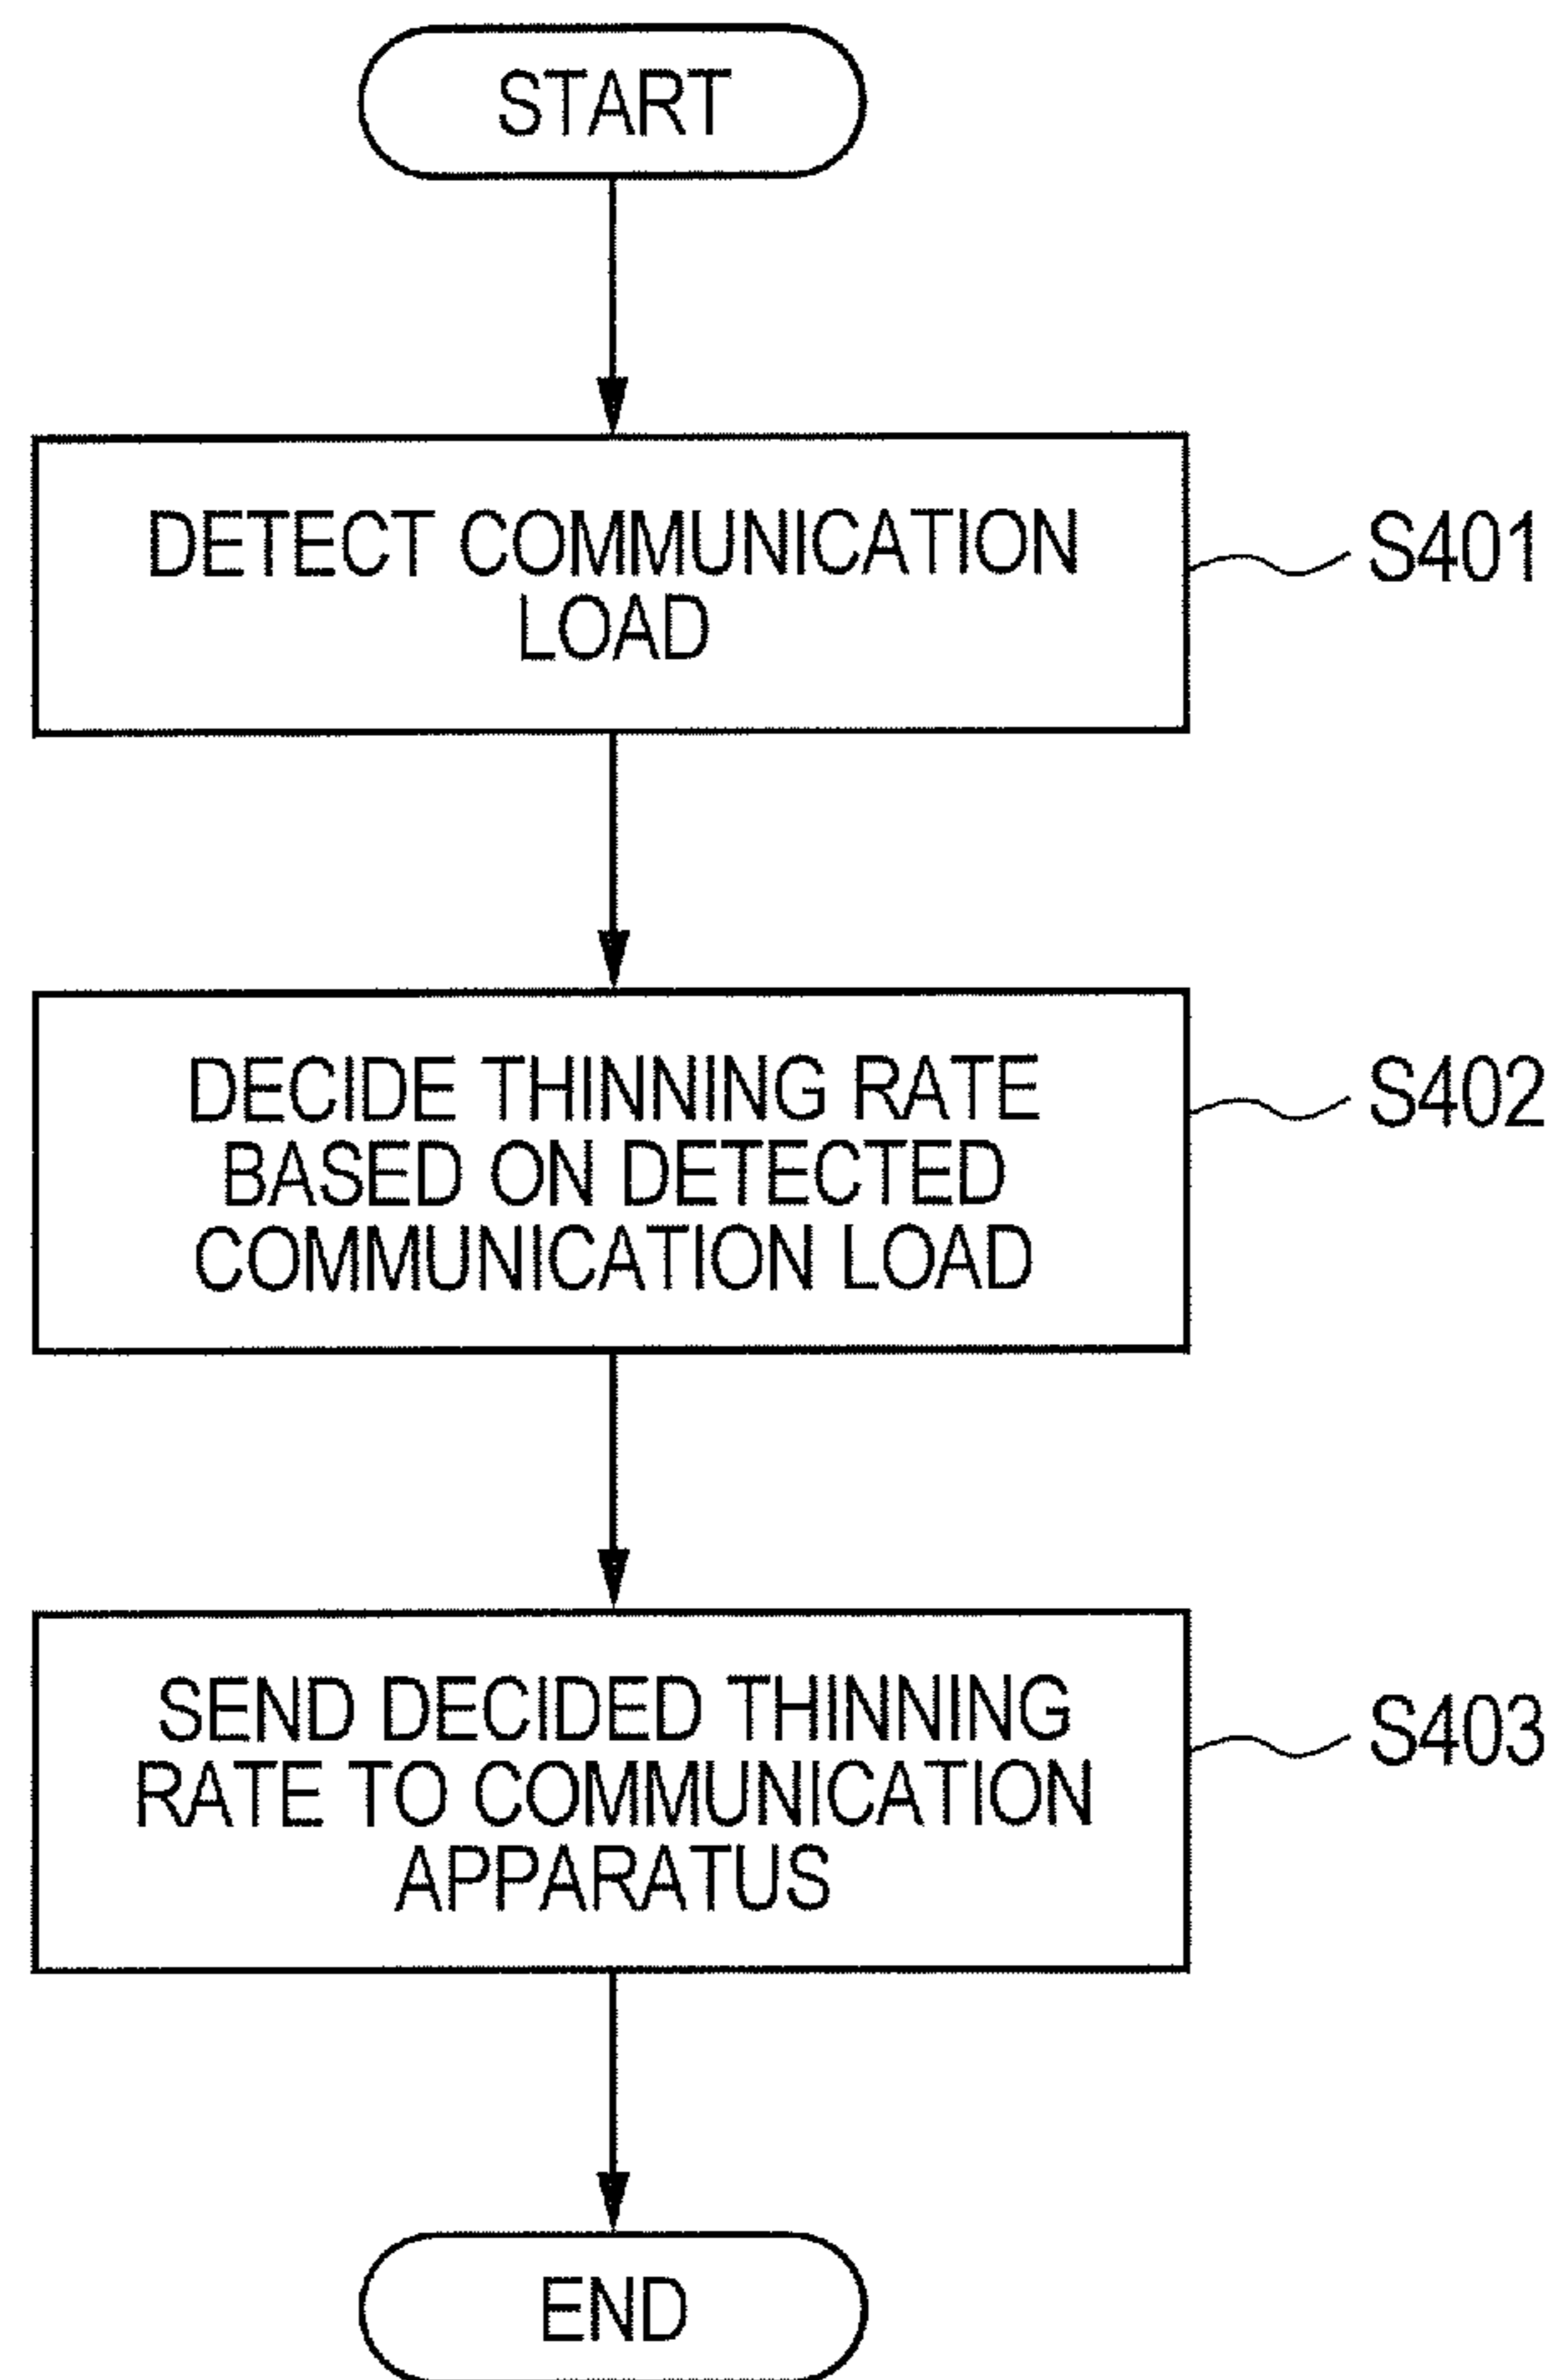 START
DETECT COMMUNICATION
LOAD
S401
DECIDE THINNING RATE
BASED ON DETECTED
COMMUNICATION LOAD
S402
SEND DECIDED THINNING
RATE TO COMMUNICATION
APPARATUS
S403
END